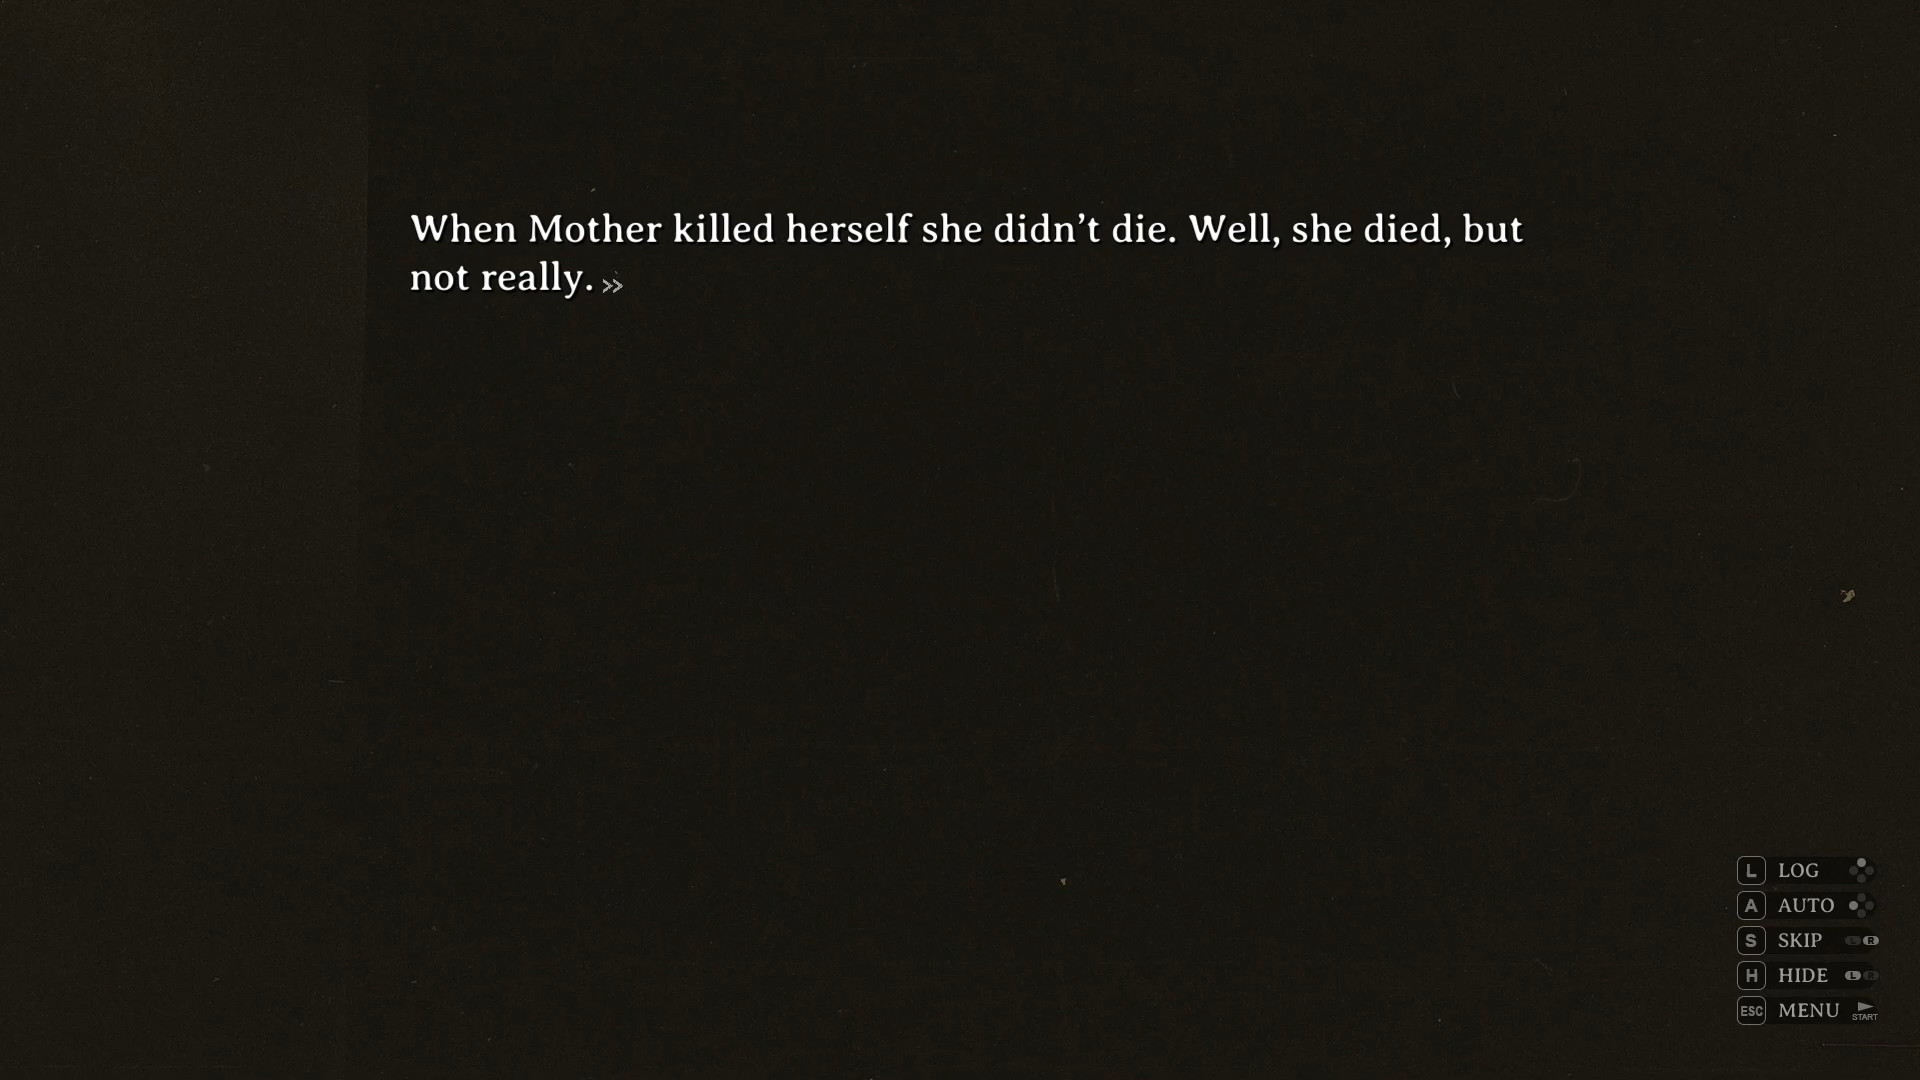 When Mother killed herself she didn’t die. Well, she died, but
not really. »
L LOG
A AUTO
S SKIP L R
H HIDE L R
ESC MENU START